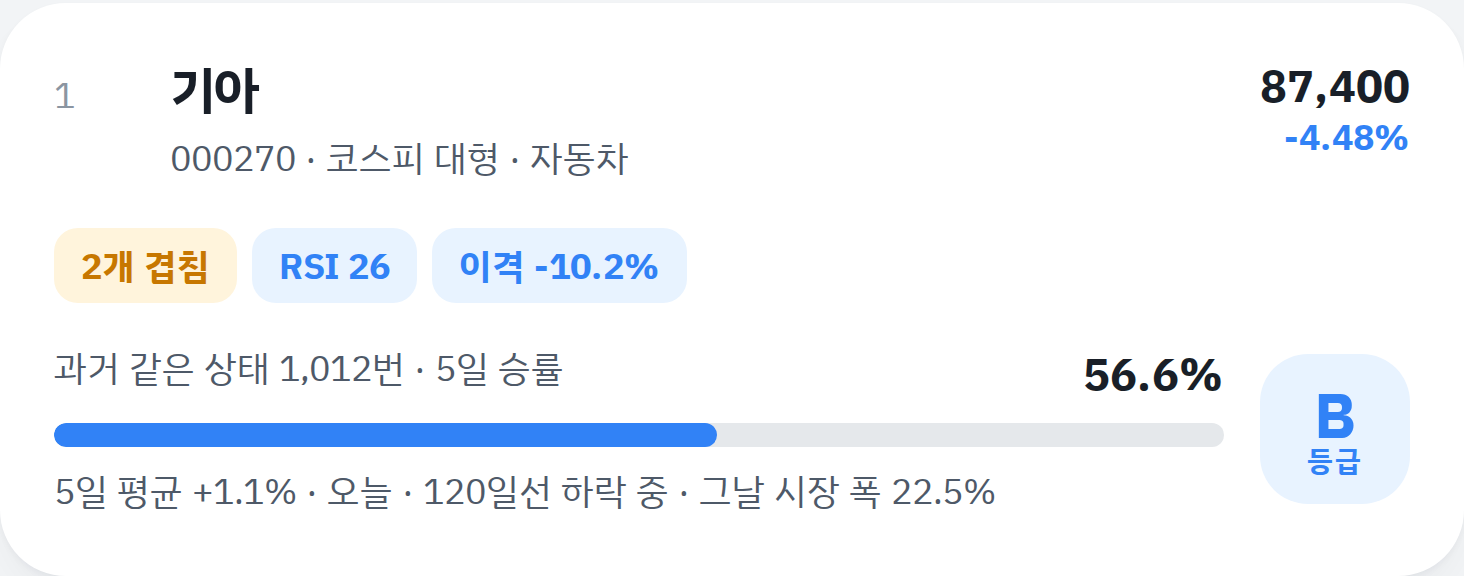 1
기아
87,400
-4.48%
000270 · 코스피 대형 · 자동차
2개 겹침
RSI 26
이격 -10.2%
과거 같은 상태 1,012번 · 5일 승률
56.6%
B
등급
5일 평균 +1.1% · 오늘 · 120일선 하락 중 · 그날 시장 폭 22.5%